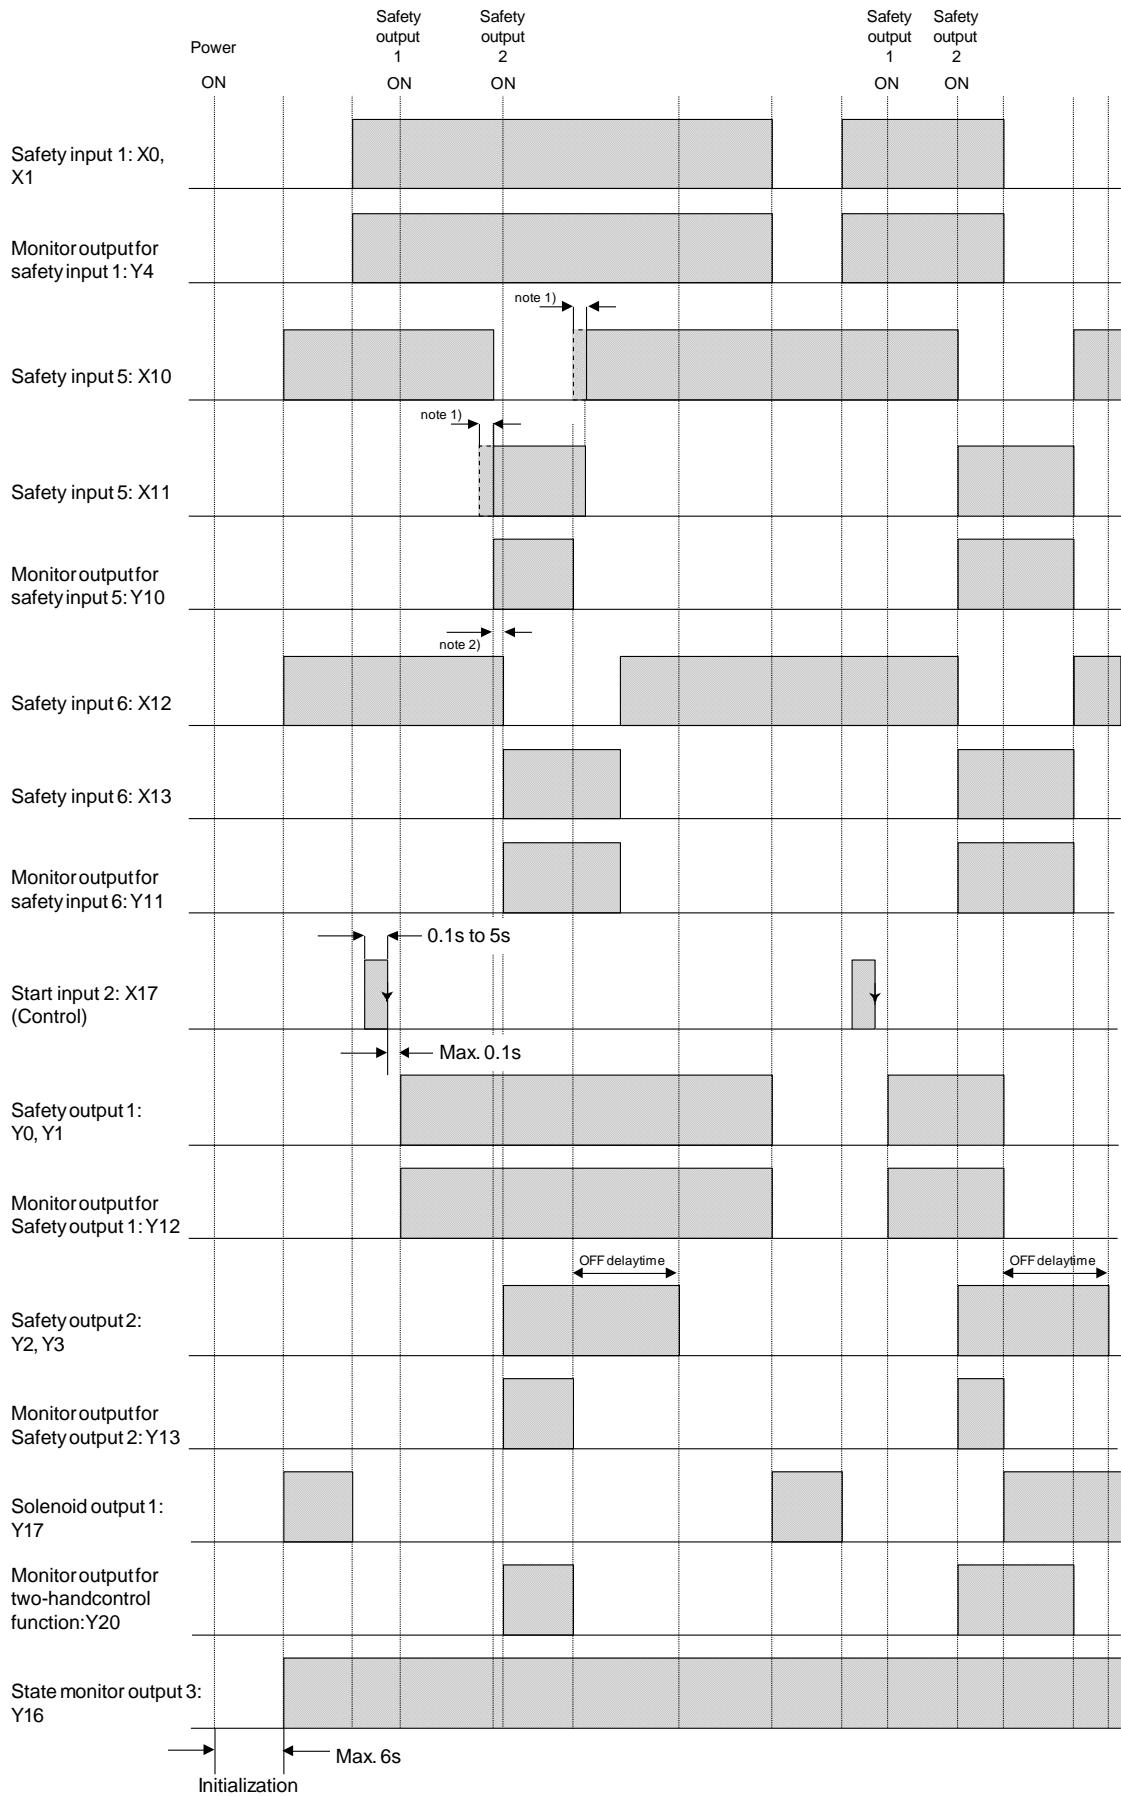 Power
ON
Safety
output
1
ON
Safety
output
2
ON
Safety
output
1
ON
Safety
output
2
ON
Safety input 1: X0,
X1
Monitor output for
safety input 1: Y4
note 1)
Safety input 5: X10
note 1)
Safety input 5: X11
Monitor output for
safety input 5: Y10
note 2)
Safety input 6: X12
Safety input 6: X13
Monitor output for
safety input 6: Y11
0.1s to 5s
Start input 2: X17
(Control)
Max. 0.1s
Safety output 1:
Y0, Y1
Monitor output for
Safety output 1: Y12
OFF delay time
OFF delay time
Safety output 2:
Y2, Y3
Monitor output for
Safety output 2: Y13
Solenoid output 1:
Y17
Monitor output for
two-hand control
function: Y20
State monitor output 3:
Y16
Max. 6s
Initialization